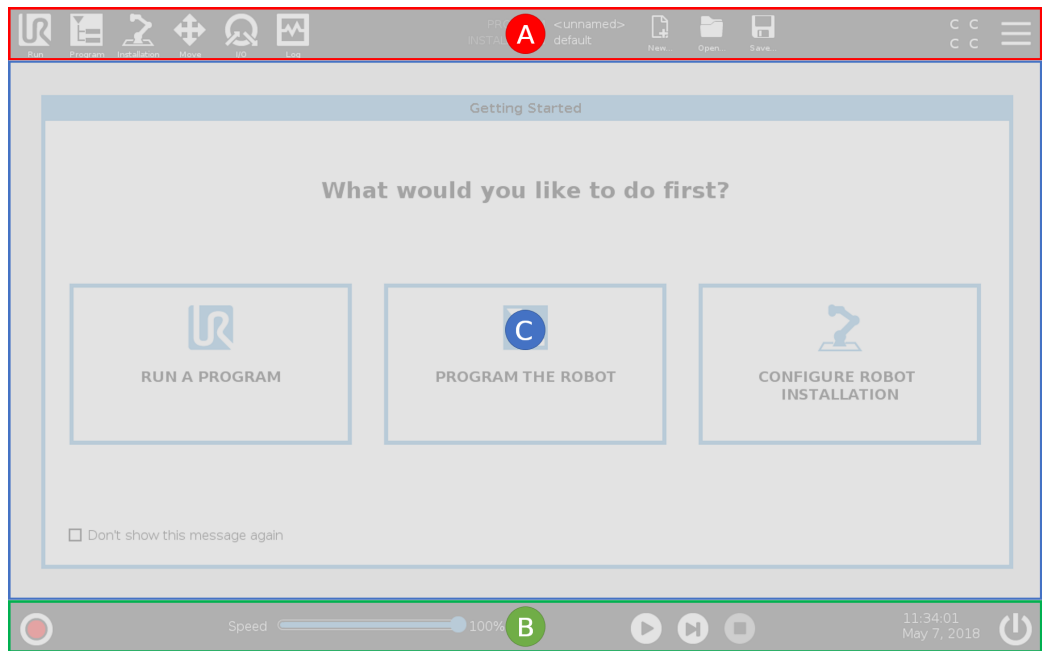 <unnamed>
default
A
C C
C C
Run Program Installation Move I/O Log
New... Open... Save...
Getting Started
What would you like to do first?
C
RUN A PROGRAM
PROGRAM THE ROBOT
CONFIGURE ROBOT
INSTALLATION
Don't show this message again
Speed 100% B
11:34:01
May 7, 2018